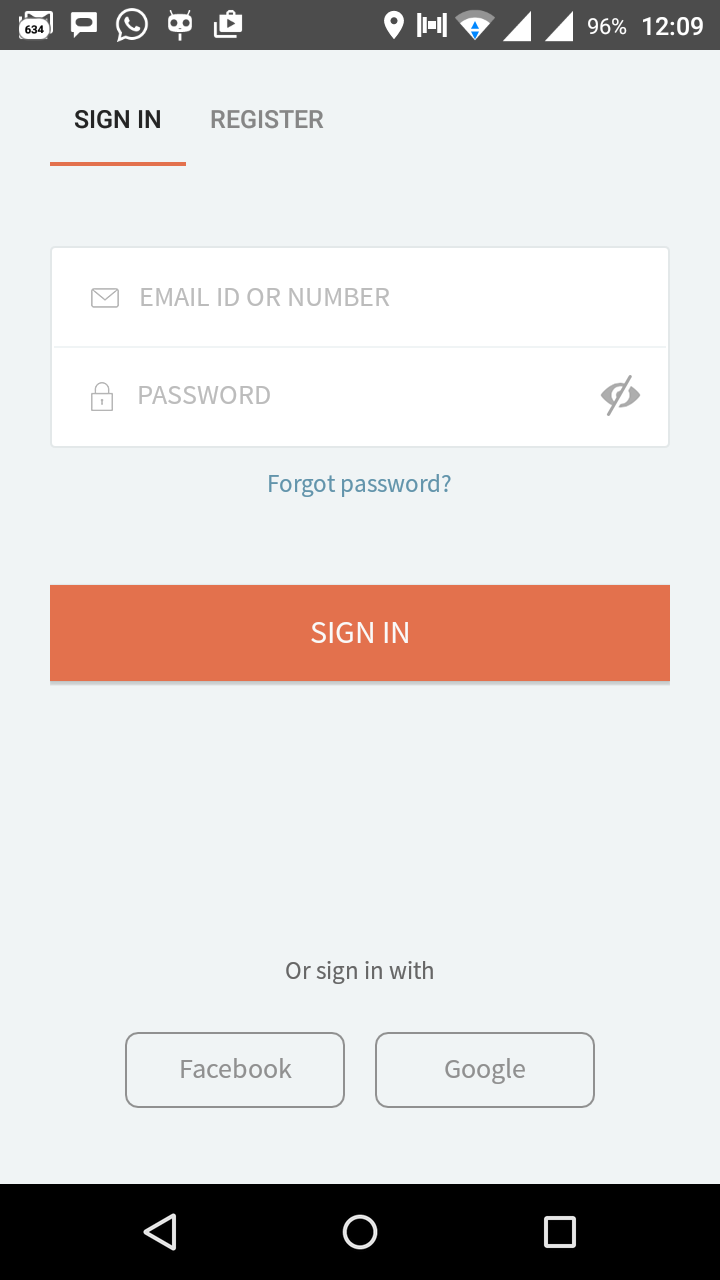 634 96% 12:09
SIGN IN REGISTER
EMAIL ID OR NUMBER
PASSWORD
Forgot password?
SIGN IN
Or sign in with
Facebook Google